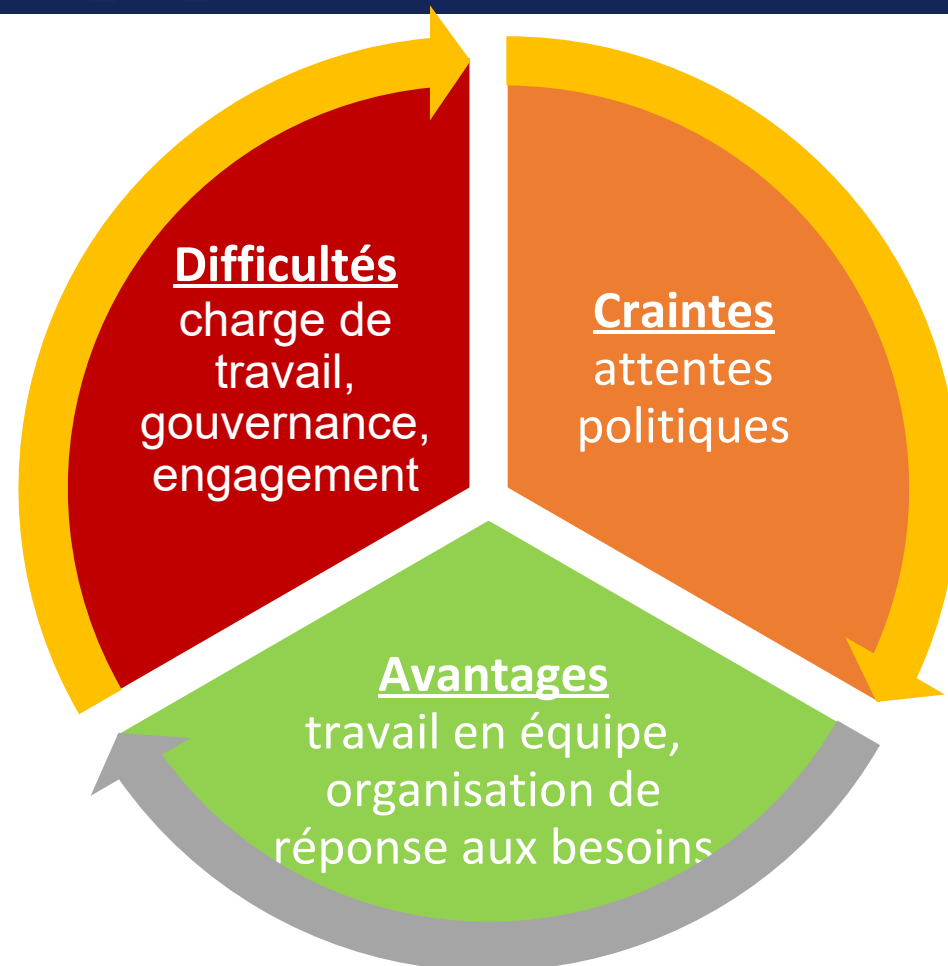 Difficultés
charge de
travail,
gouvernance,
engagement
Craintes
attentes
politiques
Avantages
travail en équipe,
organisation de
réponse aux besoins